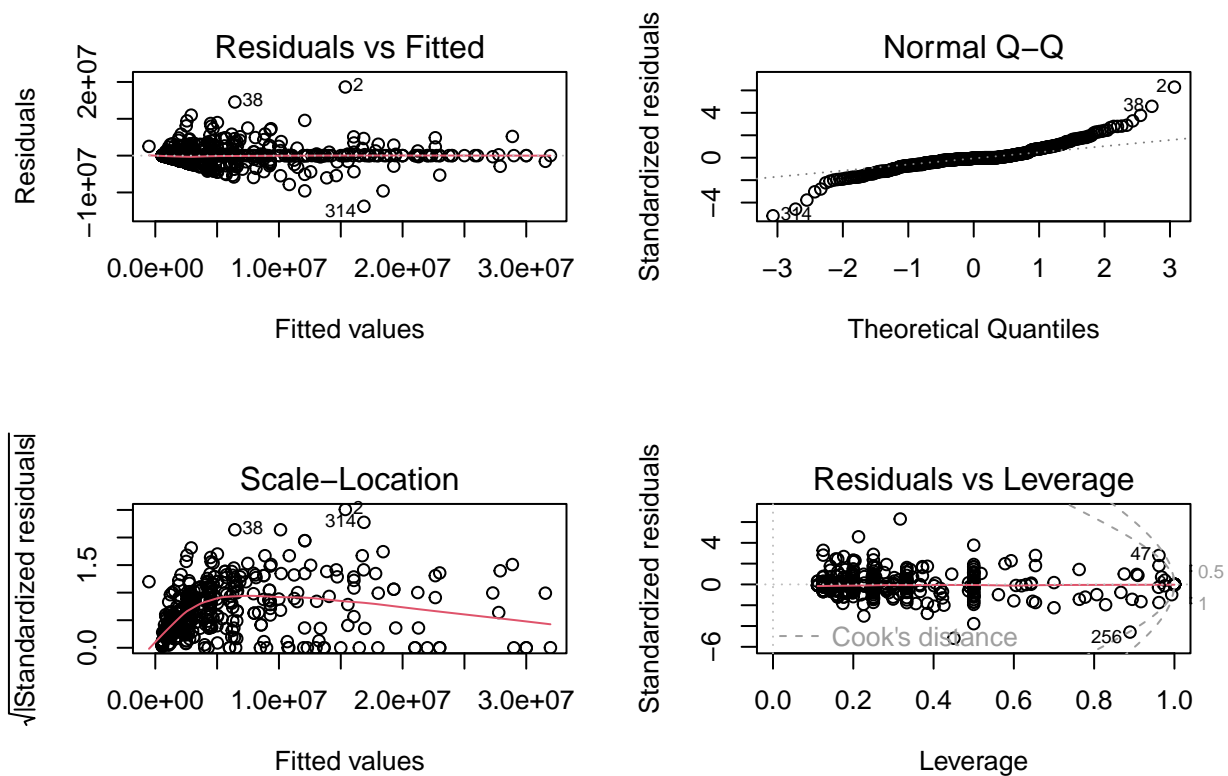 Residuals vs Fitted
Residuals
2e+07
−1e+07
38
2
314
0.0e+00 1.0e+07 2.0e+07 3.0e+07
Fitted values
Normal Q−Q
Standardized residuals
4
0
−4
2
38
314
−3 −2 −1 0 1 2 3
Theoretical Quantiles
Scale−Location
√|Standardized residuals|
1.5
0.0
38
2
314
0.0e+00 1.0e+07 2.0e+07 3.0e+07
Fitted values
Residuals vs Leverage
Standardized residuals
4
0
−6
47
256
0.5
1
Cook's distance
0.0 0.2 0.4 0.6 0.8 1.0
Leverage